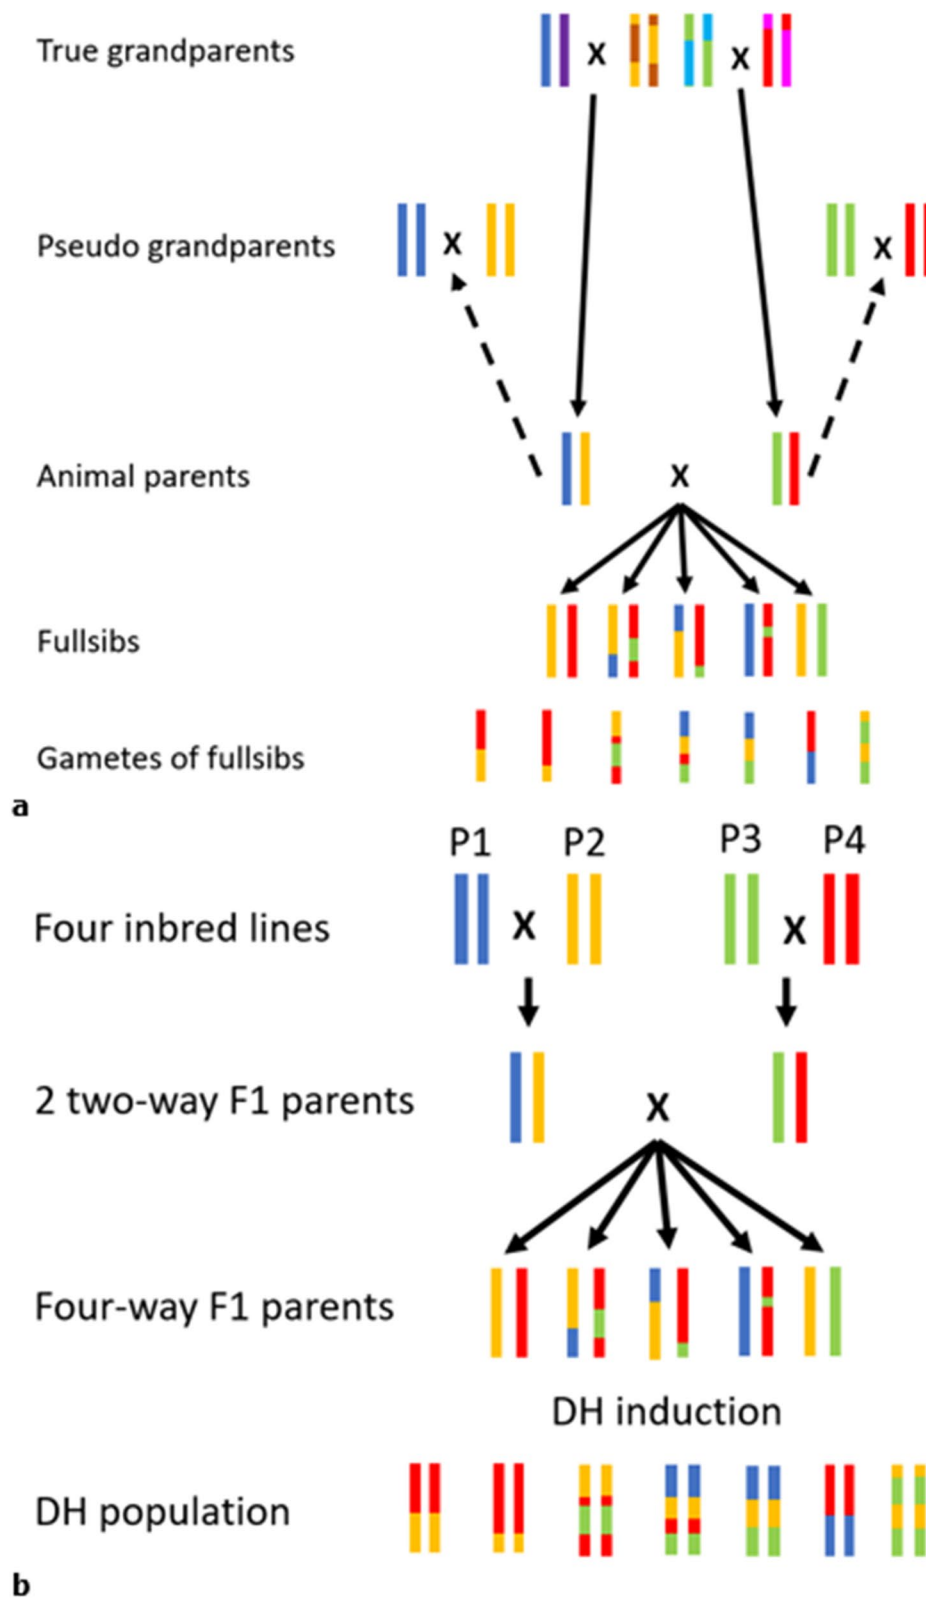 True grandparents
x x
Pseudo grandparents
x x
Animal parents
x
Fullsibs
Gametes of fullsibs
a
P1 P2 P3 P4
Four inbred lines
x x
2 two-way F1 parents
x
Four-way F1 parents
DH induction
DH population
b